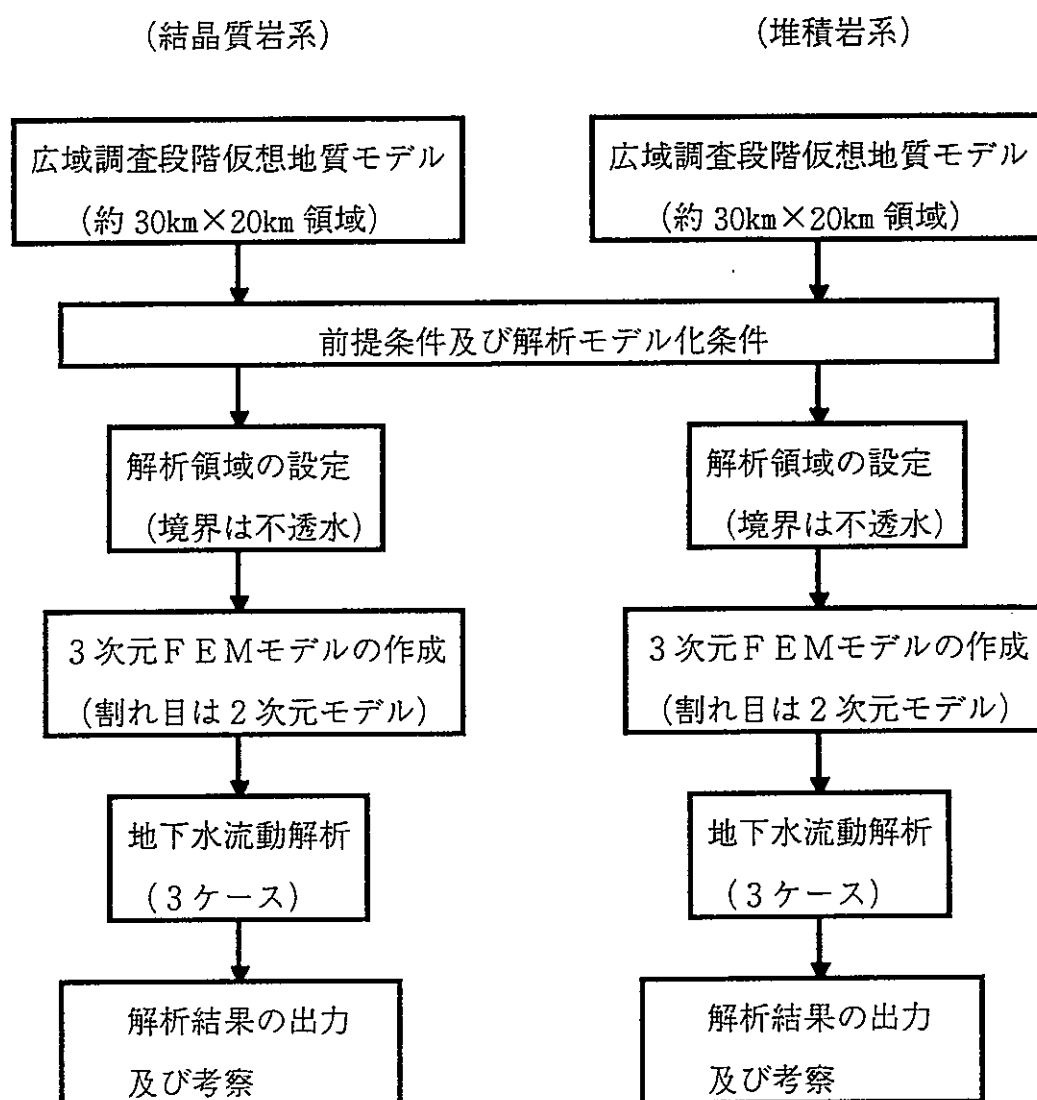 (結晶質岩系)
(堆積岩系)
広域調査段階仮想地質モデル
(約 30km×20km 領域)
広域調査段階仮想地質モデル
(約 30km×20km 領域)
前提条件及び解析モデル化条件
解析領域の設定
(境界は不透水)
解析領域の設定
(境界は不透水)
3次元FEMモデルの作成
(割れ目は2次元モデル)
3次元FEMモデルの作成
(割れ目は2次元モデル)
地下水流動解析
(3ケース)
地下水流動解析
(3ケース)
解析結果の出力
及び考察
解析結果の出力
及び考察